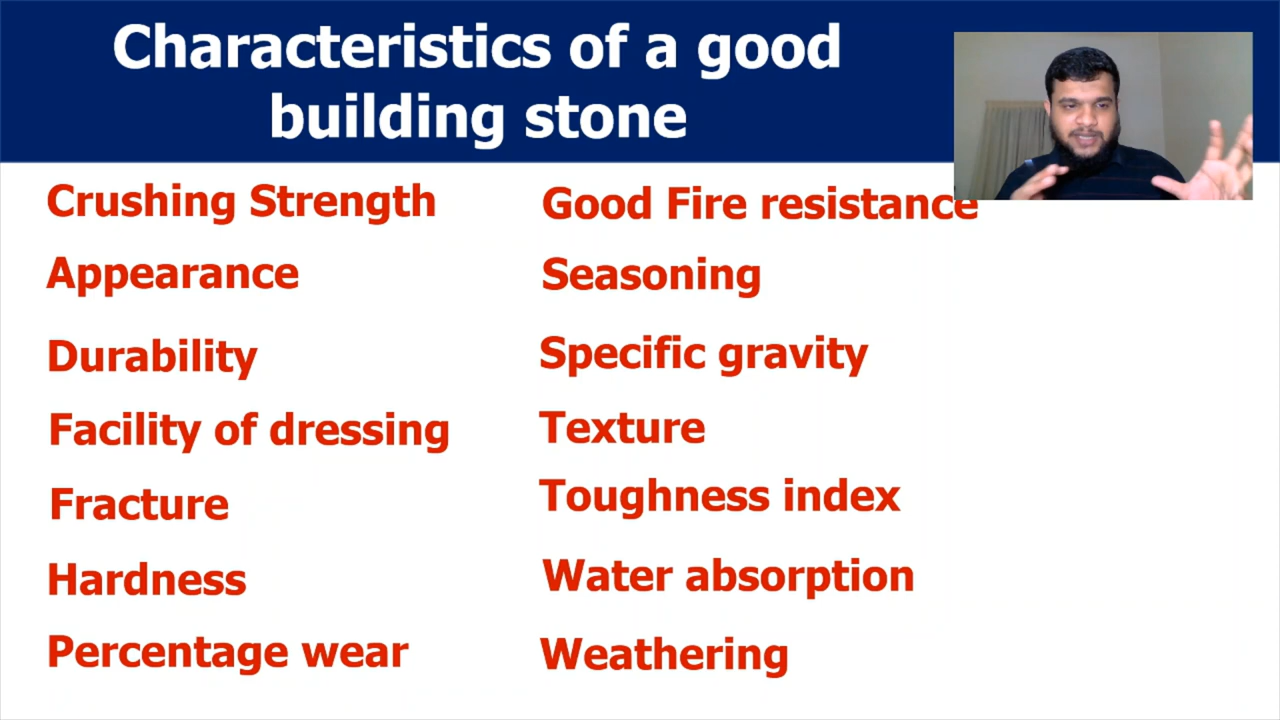 Characteristics of a good
building stone
Crushing Strength
Appearance
Durability
Facility of dressing
Fracture
Hardness
Percentage wear
Good Fire resistance
Seasoning
Specific gravity
Texture
Toughness index
Water absorption
Weathering